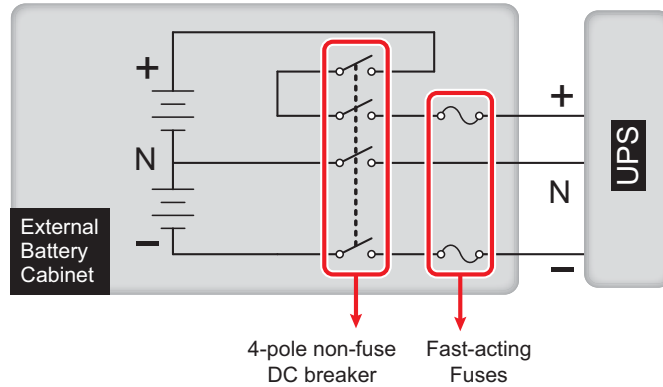 +
+
N
N
UPS
–
–
External
Battery
Cabinet
4-pole non-fuse
DC breaker
Fast-acting
Fuses